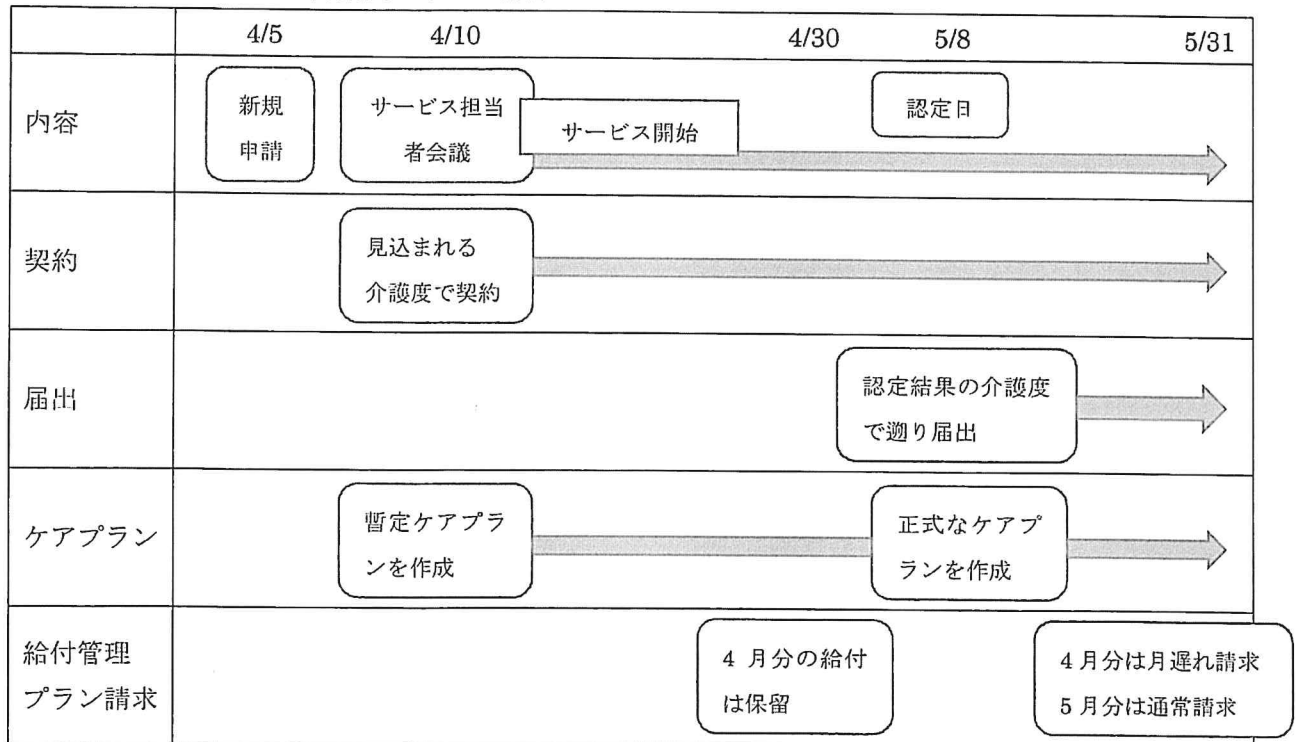 4/5 4/10 4/30 5/8 5/31
内容
新規
申請
サービス担当
者会議
サービス開始
認定日
契約
見込まれる
介護度で契約
届出
認定結果の介護度
で遡り届出
ケアプラン
暫定ケアプラ
ンを作成
正式なケアプ
ランを作成
給付管理
プラン請求
4 月分の給付
は保留
4月分は月遅れ請求
5月分は通常請求